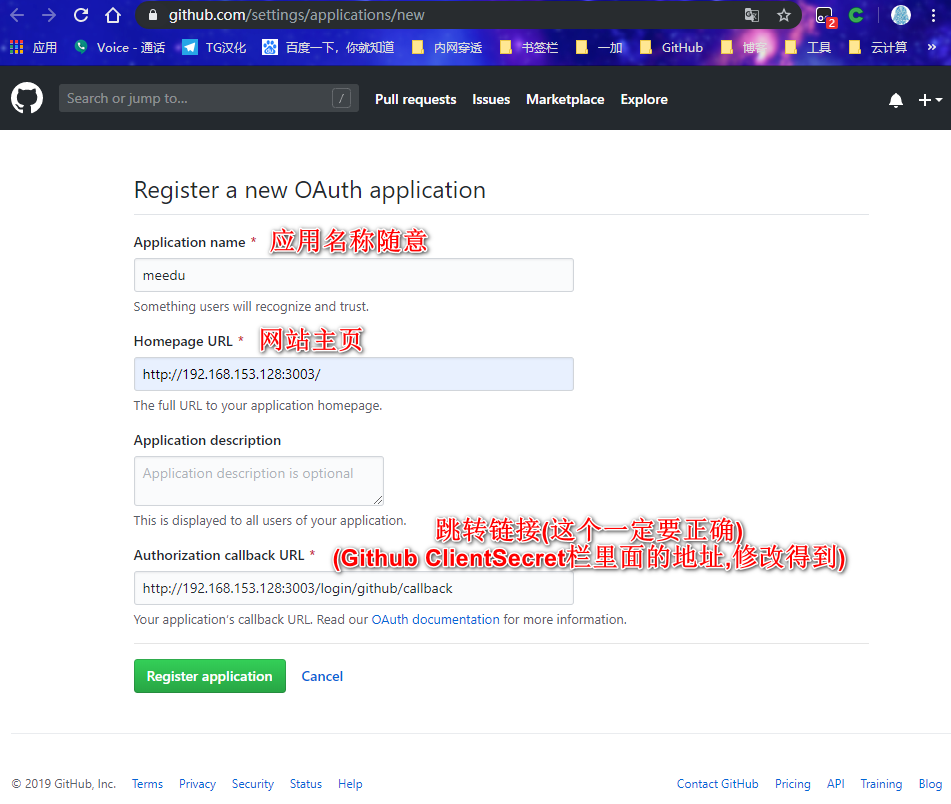 github.com/settings/applications/new
2
应用 Voice - 通话 TG汉化 百度一下，你就知道 内网穿透 书签栏 一加 GitHub 博客 工具 云计算 »
Search or jump to... / Pull requests Issues Marketplace Explore
Register a new OAuth application
Application name * 应用名称随意
meedu
Something users will recognize and trust.
Homepage URL * 网站主页
http://192.168.153.128:3003/
The full URL to your application homepage.
Application description
Application description is optional
This is displayed to all users of your application.
跳转链接(这个一定要正确)
Authorization callback URL * (Github ClientSecret栏里面的地址,修改得到)
http://192.168.153.128:3003/login/github/callback
Your application's callback URL. Read our OAuth documentation for more information.
Register application Cancel
© 2019 GitHub, Inc. Terms Privacy Security Status Help Contact GitHub Pricing API Training Blog